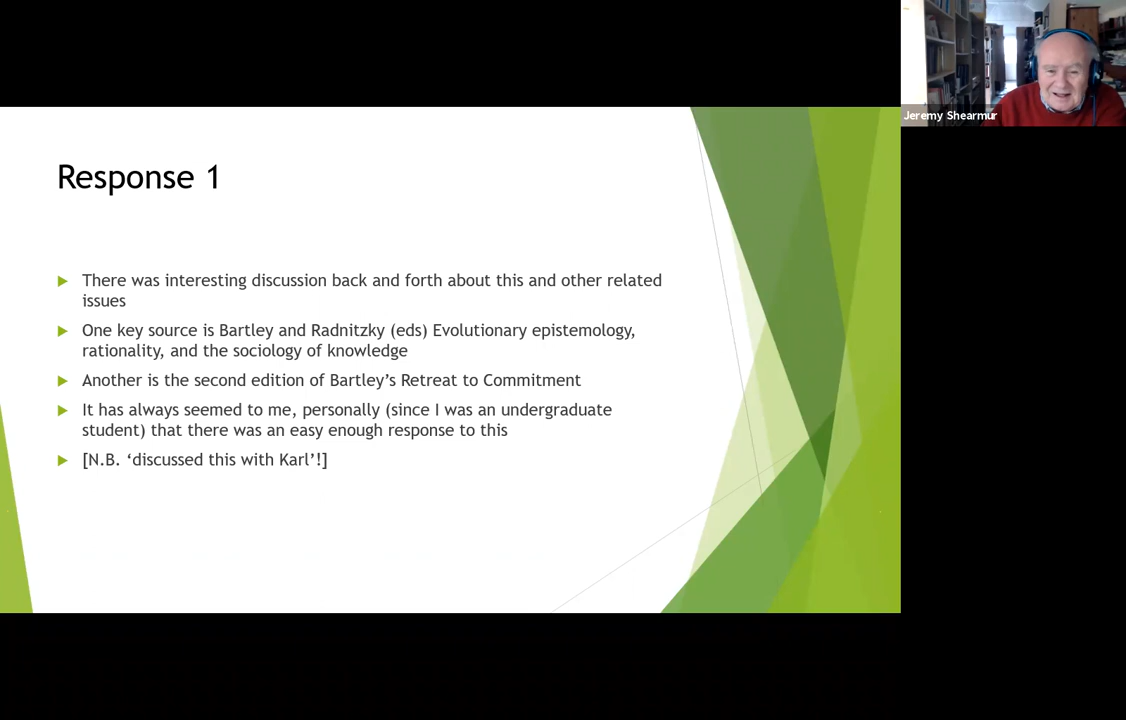 Jeremy Shearmur
Response 1
There was interesting discussion back and forth about this and other related
issues
One key source is Bartley and Radnitzky (eds) Evolutionary epistemology,
rationality, and the sociology of knowledge
Another is the second edition of Bartley’s Retreat to Commitment
It has always seemed to me, personally (since I was an undergraduate
student) that there was an easy enough response to this
[N.B. ‘discussed this with Karl’!]